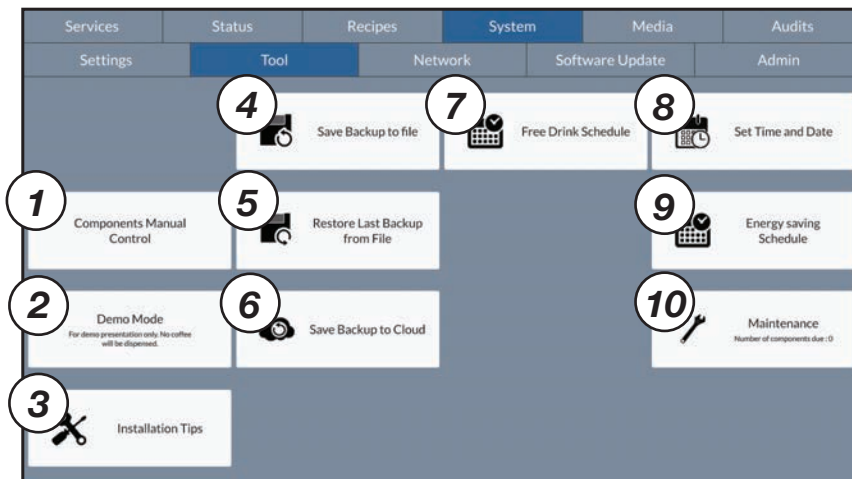 Services Status Recipes System Media Audits
Settings Tool Network Software Update Admin
4 Save Backup to file 7 Free Drink Schedule 8 Set Time and Date
1 Components Manual
Control
5 Restore Last Backup
from File
9 Energy saving
Schedule
2 Demo Mode
For demo presentation only. No coffee
will be dispensed.
6 Save Backup to Cloud
10 Maintenance
Number of components due : 0
3 Installation Tips